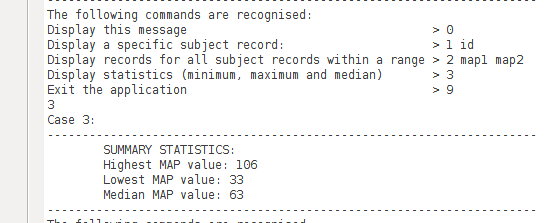 --------------------------------------------------------------------
The following commands are recognised:
Display this message                                   > 0
Display a specific subject record:                     > 1 id
Display records for all subject records within a range > 2 map1 map2
Display statistics (minimum, maximum and median)       > 3
Exit the application                                   > 9
3
Case 3:
--------------------------------------------------------------------
        SUMMARY STATISTICS:
        Highest MAP value: 106
        Lowest MAP value: 33
        Median MAP value: 63
--------------------------------------------------------------------
The following commands are recognised